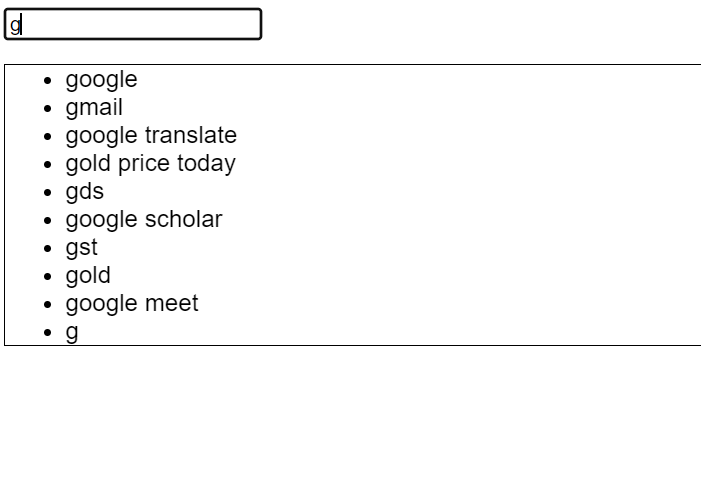 g
google
gmail
google translate
gold price today
gds
google scholar
gst
gold
google meet
g